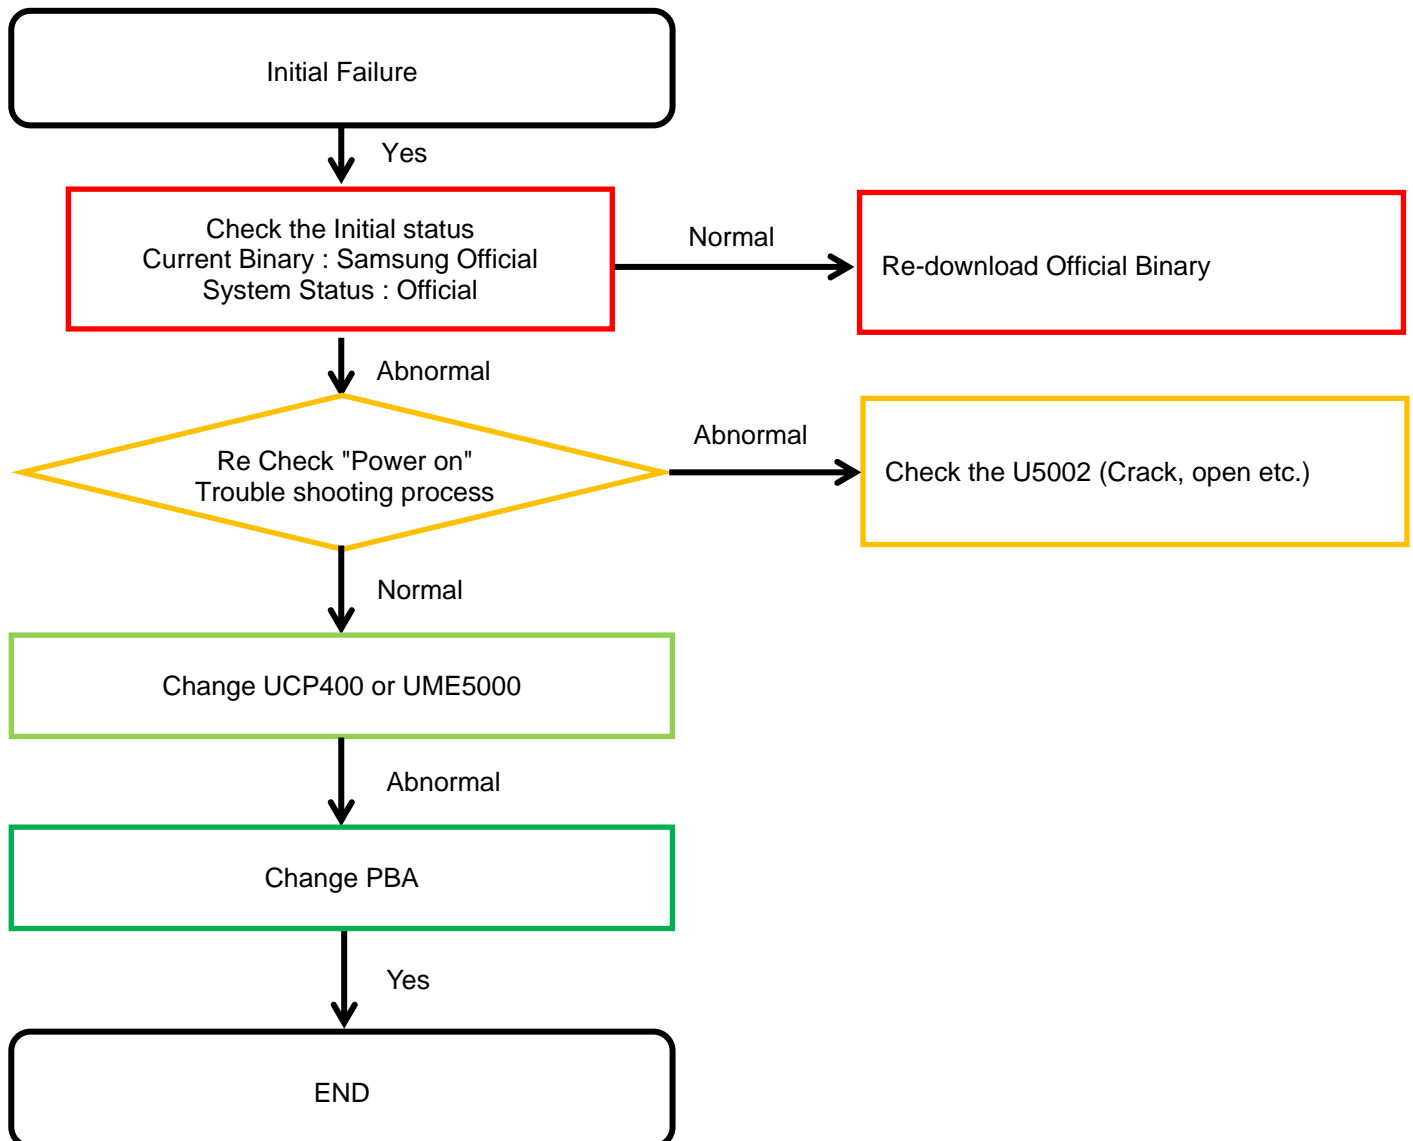 Initial Failure
Yes
Check the Initial status
Current Binary : Samsung Official
System Status : Official
Normal
Re-download Official Binary
Abnormal
Re Check "Power on"
Trouble shooting process
Abnormal
Check the U5002 (Crack, open etc.)
Normal
Change UCP400 or UME5000
Abnormal
Change PBA
Yes
END